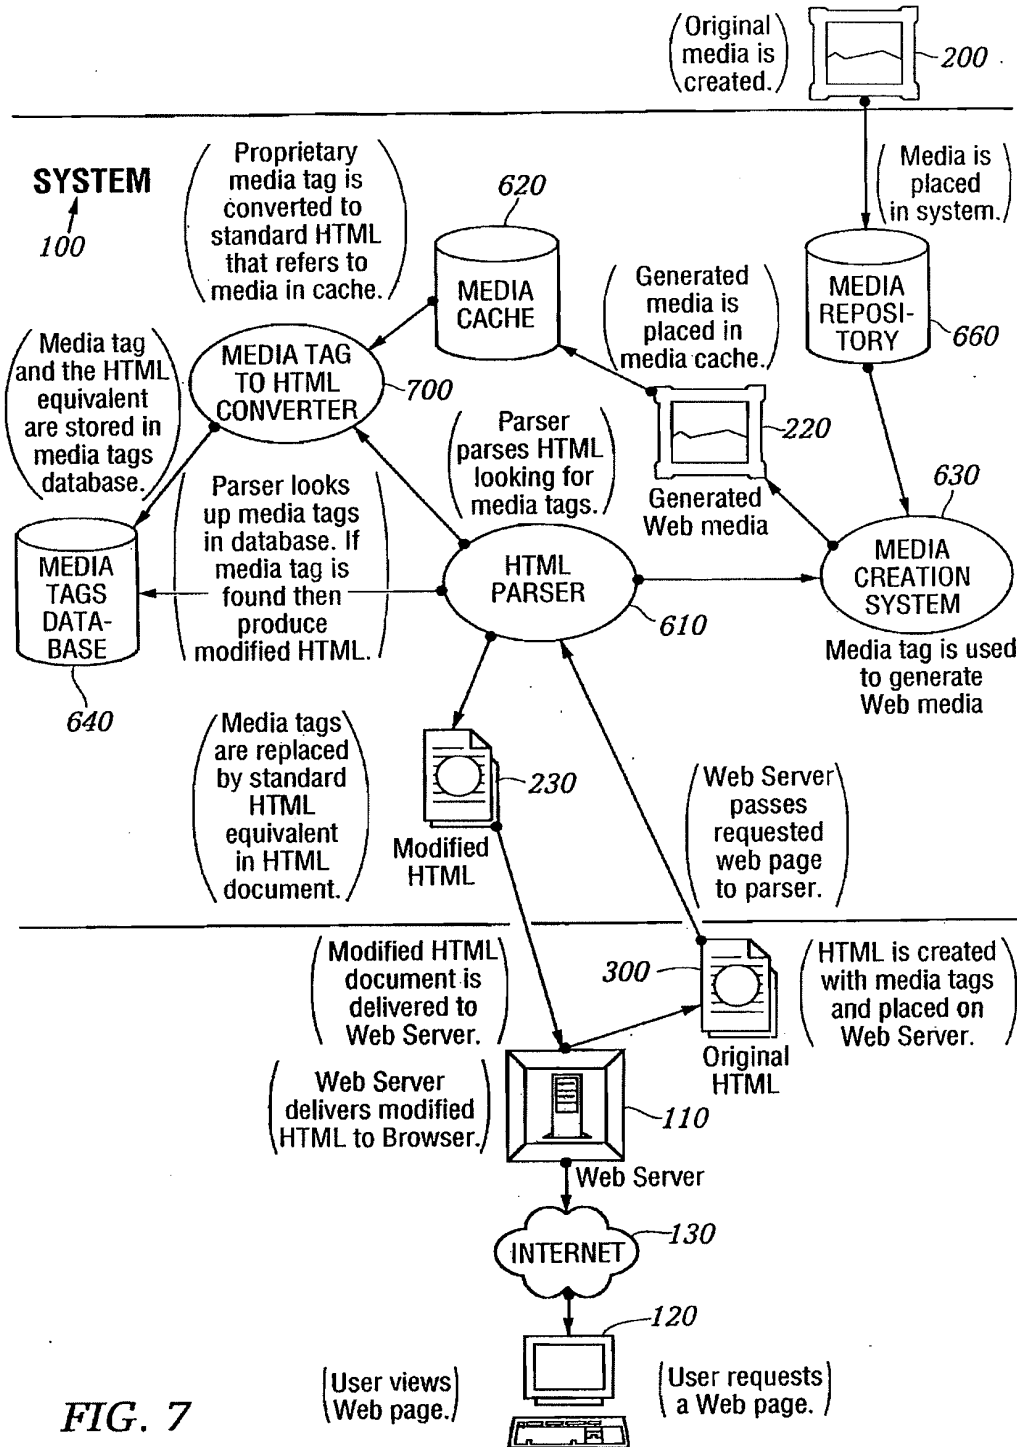 Original
media is
created.
200
SYSTEM
100
Proprietary
media tag is
converted to
standard HTML
that refers to
media in cache.
620
MEDIA
CACHE
Generated
media is
placed in
media cache.
Media is
placed
in system.
MEDIA
REPOSI-
TORY
660
Media tag
and the HTML
equivalent
are stored in
media tags
database.
MEDIA TAG
TO HTML
CONVERTER
700
Parser
parses HTML
looking for
media tags.
220
Generated
Web media
630
MEDIA
CREATION
SYSTEM
Media tag is used
to generate
Web media
Parser looks
up media tags
in database. If
media tag is
found then
produce
modified HTML.
MEDIA
TAGS
DATA-
BASE
640
HTML
PARSER
610
Media tags
are replaced
by standard
HTML
equivalent
in HTML
document.
230
Modified
HTML
Web Server
passes
requested
web page
to parser.
Modified HTML
document is
delivered to
Web Server.
300
Original
HTML
HTML is created
with media tags
and placed on
Web Server.
Web Server
delivers modified
HTML to Browser.
110
Web Server
INTERNET
130
120
User views
Web page.
User requests
a Web page.
FIG. 7